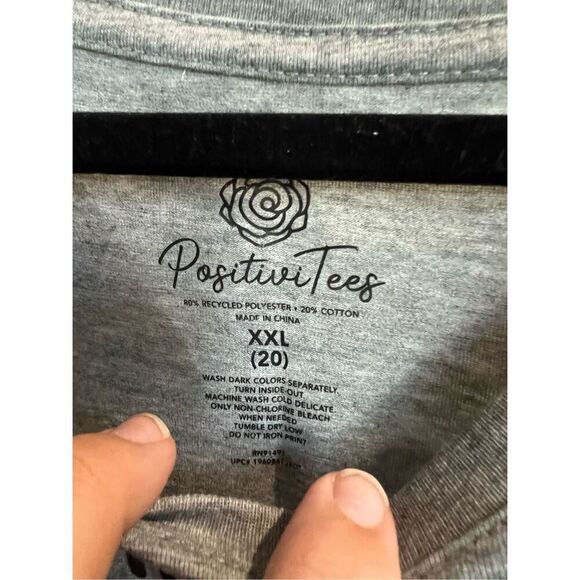 PositiviTees
80% RECYCLED POLYESTER • 20% COTTON
MADE IN CHINA
XXL
(20)
WASH DARK COLORS SEPARATELY
TURN INSIDE OUT
MACHINE WASH COLD DELICATE
ONLY NON-CHLORINE BLEACH
WHEN NEEDED
TUMBLE DRY LOW
DO NOT IRON PRINT
UPC#